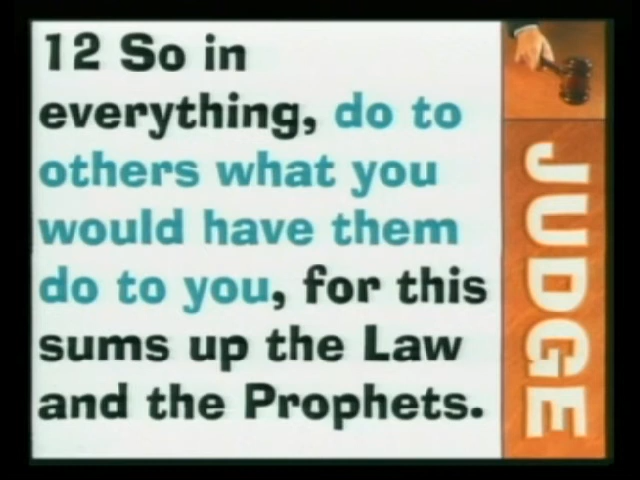 12 So in
everything, do to
others what you
would have them
do to you, for this
sums up the Law
and the Prophets.
JUDGE